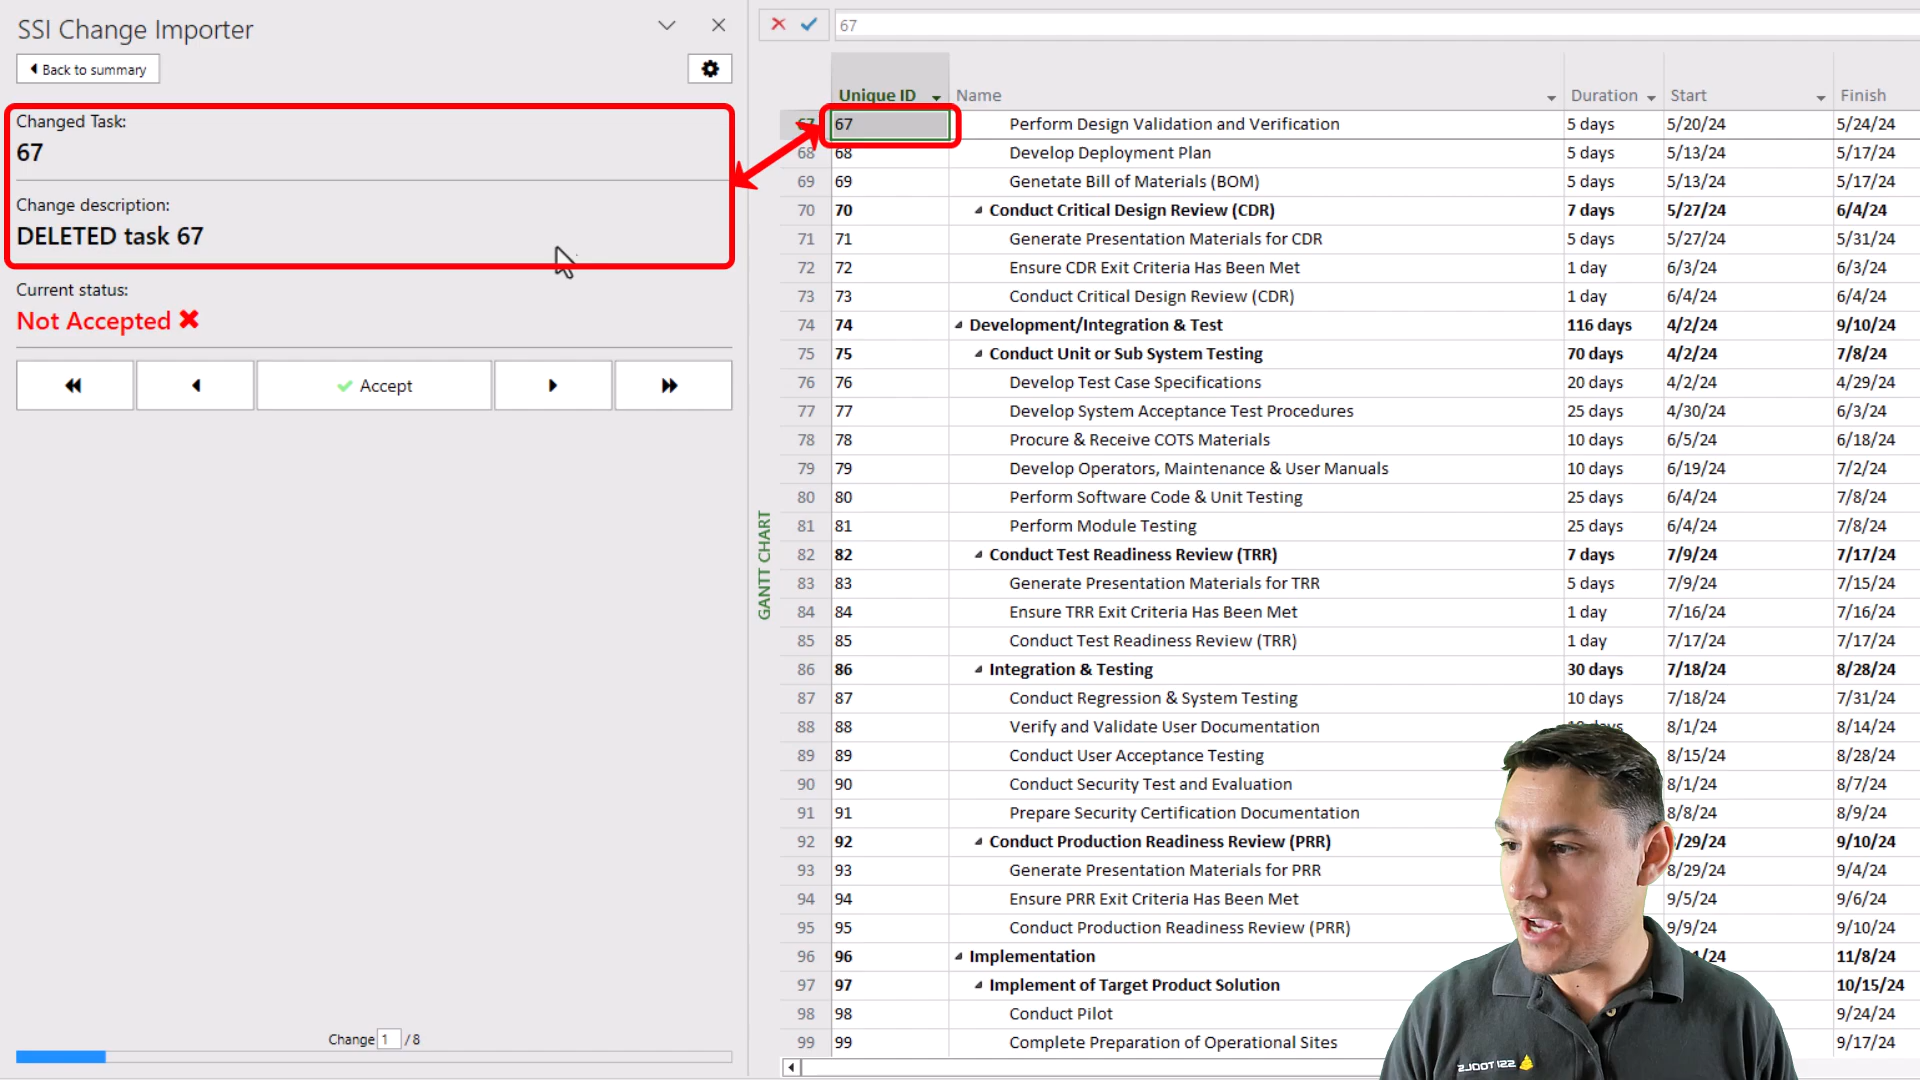 SSI Change Importer
Back to summary
Changed Task:
67
Change description:
DELETED task 67
Current status:
Not Accepted
Accept
Change 1 / 8
67
GANTT CHART
Unique ID Name Duration Start Finish
67 67 Perform Design Validation and Verification 5 days 5/20/24 5/24/24
68 68 Develop Deployment Plan 5 days 5/13/24 5/17/24
69 69 Genetate Bill of Materials (BOM) 5 days 5/13/24 5/17/24
70 70 Conduct Critical Design Review (CDR) 7 days 5/27/24 6/4/24
71 71 Generate Presentation Materials for CDR 5 days 5/27/24 5/31/24
72 72 Ensure CDR Exit Criteria Has Been Met 1 day 6/3/24 6/3/24
73 73 Conduct Critical Design Review (CDR) 1 day 6/4/24 6/4/24
74 74 Development/Integration & Test 116 days 4/2/24 9/10/24
75 75 Conduct Unit or Sub System Testing 70 days 4/2/24 7/8/24
76 76 Develop Test Case Specifications 20 days 4/2/24 4/29/24
77 77 Develop System Acceptance Test Procedures 25 days 4/30/24 6/3/24
78 78 Procure & Receive COTS Materials 10 days 6/5/24 6/18/24
79 79 Develop Operators, Maintenance & User Manuals 10 days 6/19/24 7/2/24
80 80 Perform Software Code & Unit Testing 25 days 6/4/24 7/8/24
81 81 Perform Module Testing 25 days 6/4/24 7/8/24
82 82 Conduct Test Readiness Review (TRR) 7 days 7/9/24 7/17/24
83 83 Generate Presentation Materials for TRR 5 days 7/9/24 7/15/24
84 84 Ensure TRR Exit Criteria Has Been Met 1 day 7/16/24 7/16/24
85 85 Conduct Test Readiness Review (TRR) 1 day 7/17/24 7/17/24
86 86 Integration & Testing 30 days 7/18/24 8/28/24
87 87 Conduct Regression & System Testing 10 days 7/18/24 7/31/24
88 88 Verify and Validate User Documentation 8/1/24 8/14/24
89 89 Conduct User Acceptance Testing 8/15/24 8/28/24
90 90 Conduct Security Test and Evaluation 8/1/24 8/7/24
91 91 Prepare Security Certification Documentation 8/8/24 8/9/24
92 92 Conduct Production Readiness Review (PRR) /29/24 9/10/24
93 93 Generate Presentation Materials for PRR 8/29/24 9/4/24
94 94 Ensure PRR Exit Criteria Has Been Met 9/5/24 9/6/24
95 95 Conduct Production Readiness Review (PRR) 9/9/24 9/10/24
96 96 Implementation /24 11/8/24
97 97 Implement of Target Product Solution 10/15/24
98 98 Conduct Pilot 9/24/24
99 99 Complete Preparation of Operational Sites 9/17/24
SSI TOOLS